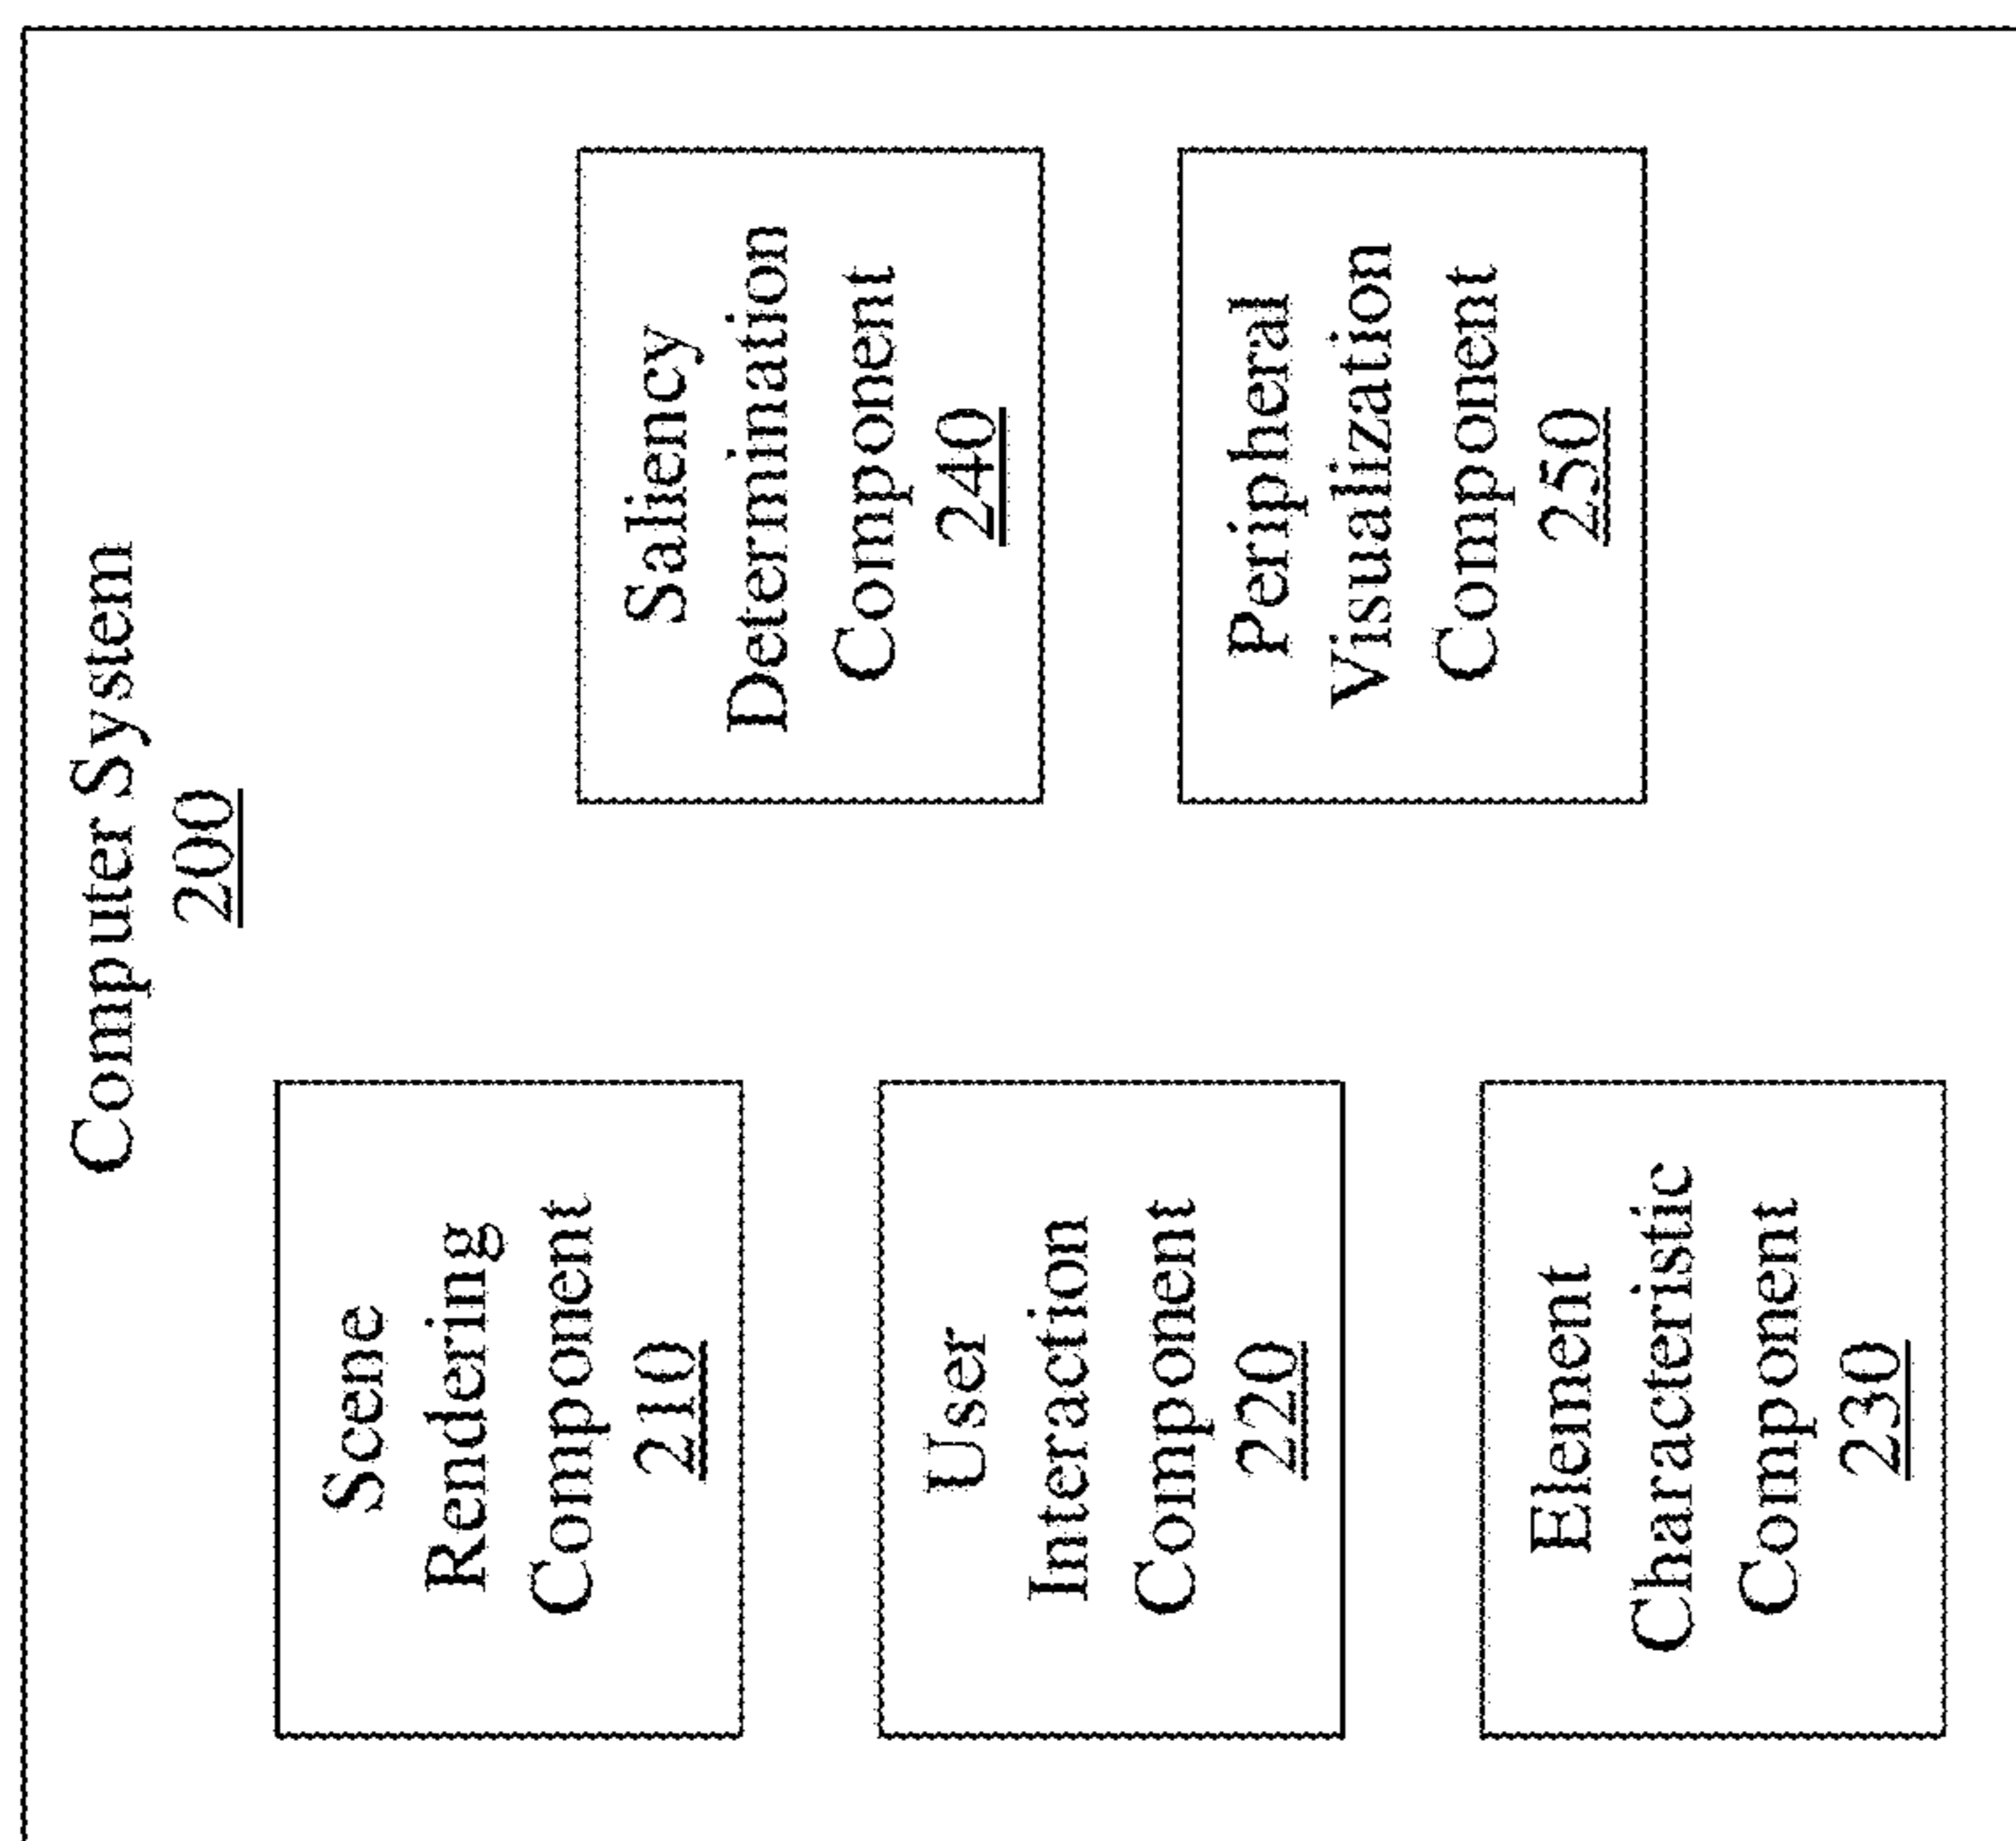 Computer System
200
Scene
Rendering
Component
210
User
Interaction
Component
220
Element
Characteristic
Component
230
Saliency
Determination
Component
240
Peripheral
Visualization
Component
250